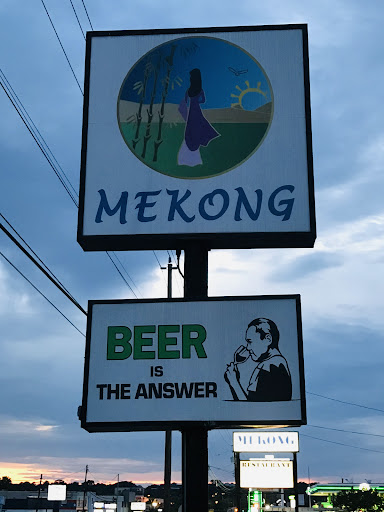 MEKONG
BEER
IS
THE ANSWER
MEKONG
RESTAURANT